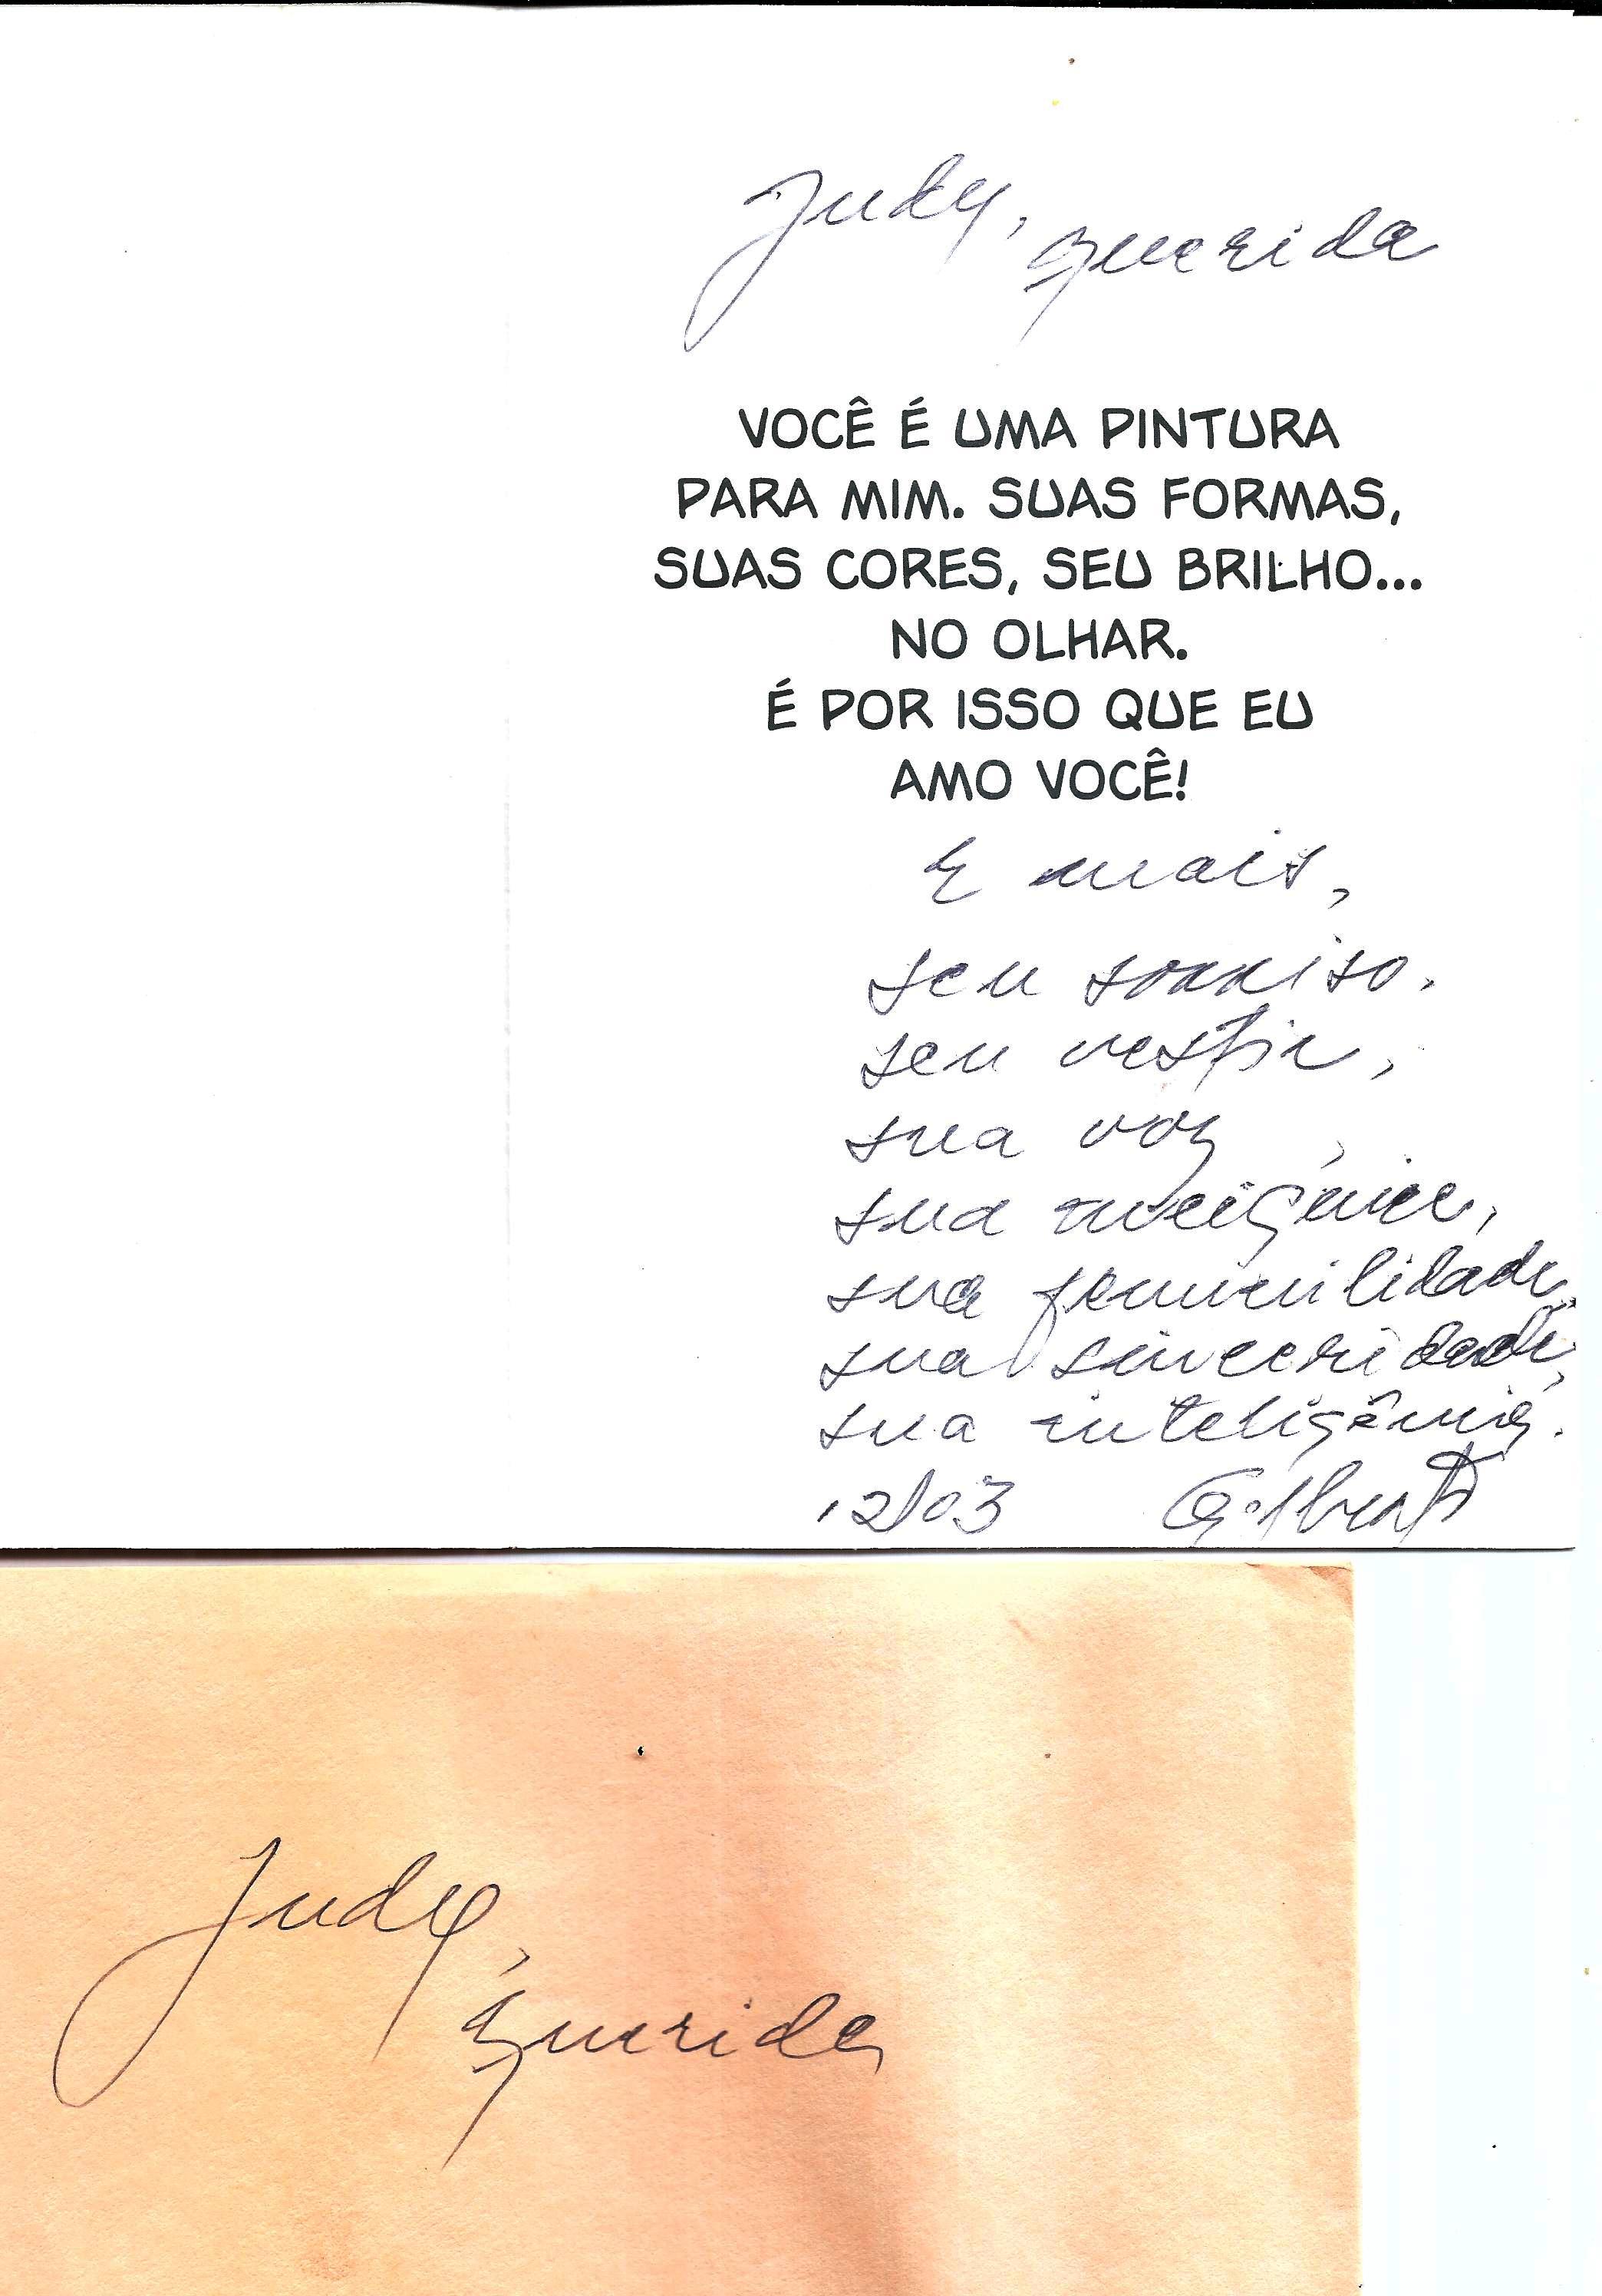 Judy,
querida
VOCÊ É UMA PINTURA
PARA MIM. SUAS FORMAS,
SUAS CORES, SEU BRILHO...
NO OLHAR.
É POR ISSO QUE EU
AMO VOCÊ!
E mais,
seu sorriso,
seu vestir,
sua voz,
sua meiguice,
sua feminilidade,
sua sinceridade,
sua inteligência.
12/03 Gilberto
Judy,
querida